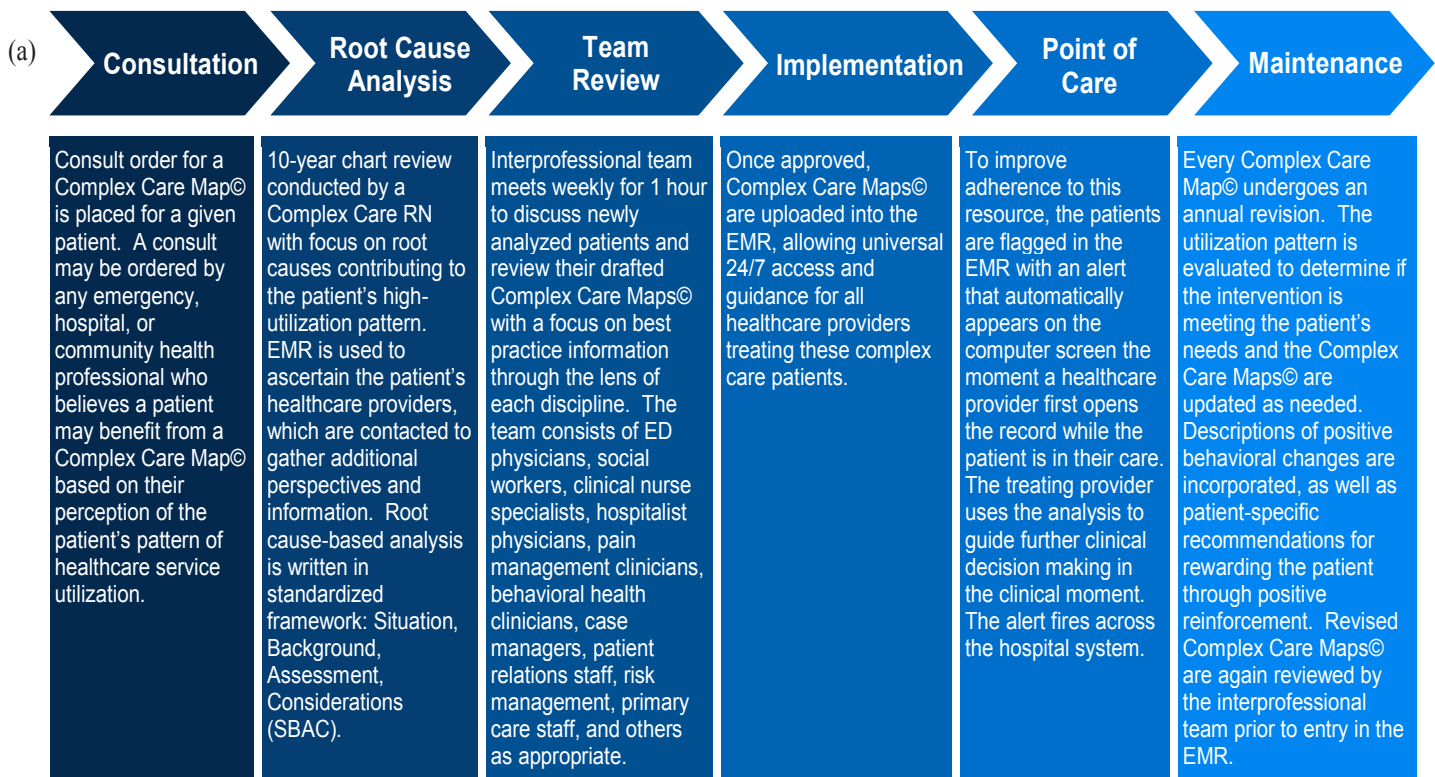 (a)
Consultation
Root Cause
Analysis
Team
Review
Implementation
Point of
Care
Maintenance
Consult order for a
Complex Care Map©
is placed for a given
patient.  A consult
may be ordered by
any emergency,
hospital, or
community health
professional who
believes a patient
may benefit from a
Complex Care Map©
based on their
perception of the
patient's pattern of
healthcare service
utilization.
10-year chart review
conducted by a
Complex Care RN
with focus on root
causes contributing to
the patient's high-
utilization pattern.
EMR is used to
ascertain the patient's
healthcare providers,
which are contacted to
gather additional
perspectives and
information.  Root
cause-based analysis
is written in
standardized
framework: Situation,
Background,
Assessment,
Considerations
(SBAC).
Interprofessional team
meets weekly for 1 hour
to discuss newly
analyzed patients and
review their drafted
Complex Care Maps©
with a focus on best
practice information
through the lens of
each discipline.  The
team consists of ED
physicians, social
workers, clinical nurse
specialists, hospitalist
physicians, pain
management clinicians,
behavioral health
clinicians, case
managers, patient
relations staff, risk
management, primary
care staff, and others
as appropriate.
Once approved,
Complex Care Maps©
are uploaded into the
EMR, allowing universal
24/7 access and
guidance for all
healthcare providers
treating these complex
care patients.
To improve
adherence to this
resource, the patients
are flagged in the
EMR with an alert
that automatically
appears on the
computer screen the
moment a healthcare
provider first opens
the record while the
patient is in their care.
The treating provider
uses the analysis to
guide further clinical
decision making in
the clinical moment.
The alert fires across
the hospital system.
Every Complex Care
Map© undergoes an
annual revision.  The
utilization pattern is
evaluated to determine if
the intervention is
meeting the patient's
needs and the Complex
Care Maps© are
updated as needed.
Descriptions of positive
behavioral changes are
incorporated, as well as
patient-specific
recommendations for
rewarding the patient
through positive
reinforcement.  Revised
Complex Care Maps©
are again reviewed by
the interprofessional
team prior to entry in the
EMR.